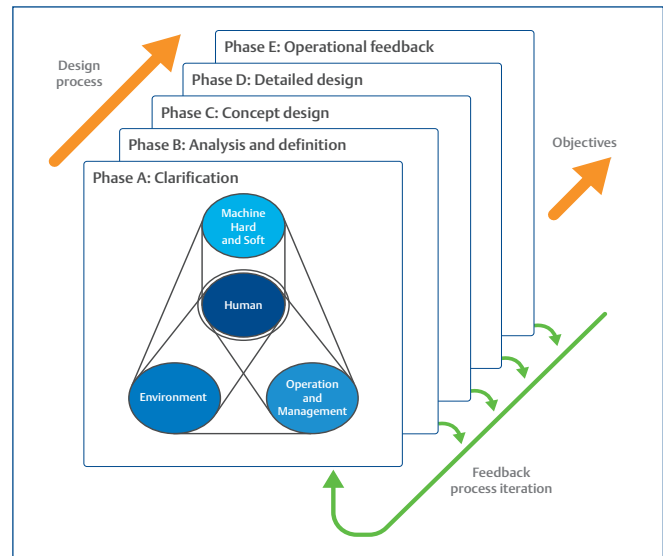 Phase E: Operational feedback
Design
process
Phase D: Detailed design
Phase C: Concept design
Phase B: Analysis and definition
Objectives
Phase A: Clarification
Machine
Hard
and Soft
Human
Environment
Operation
and
Management
Feedback
process iteration